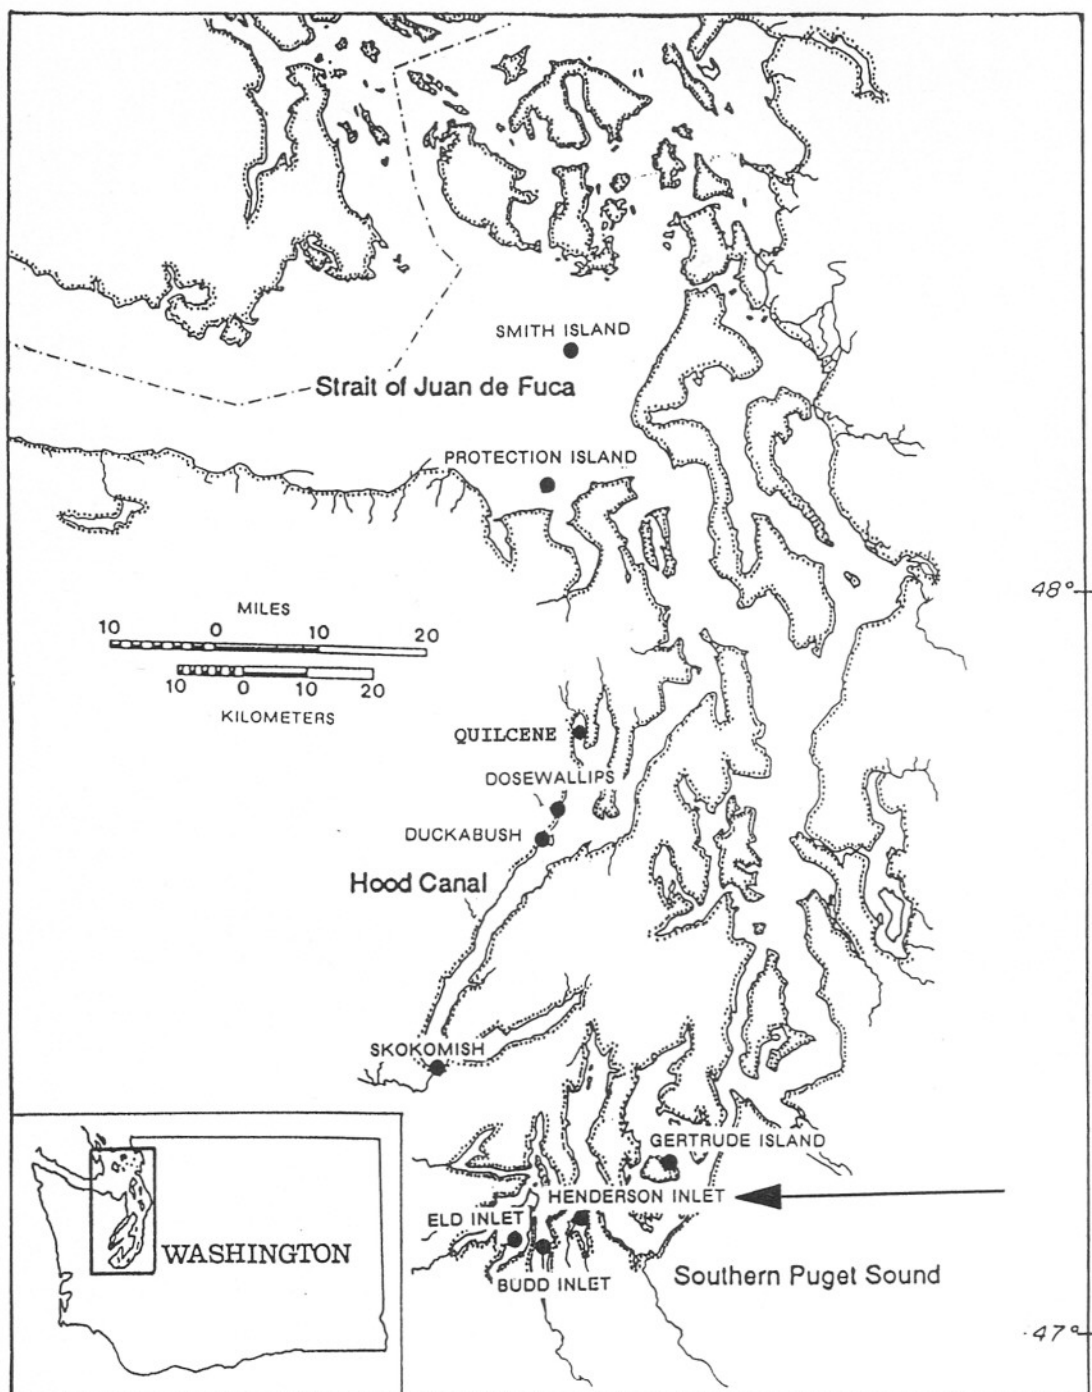 SMITH ISLAND
Strait of Juan de Fuca
PROTECTION ISLAND
48°
MILES
10 0 10 20
10 0 10 20
KILOMETERS
QUILCENE
DOSEWALLIPS
DUCKABUSH
Hood Canal
SKOKOMISH
GERTRUDE ISLAND
HENDERSON INLET
ELD INLET
WASHINGTON
BUDD INLET
Southern Puget Sound
47°